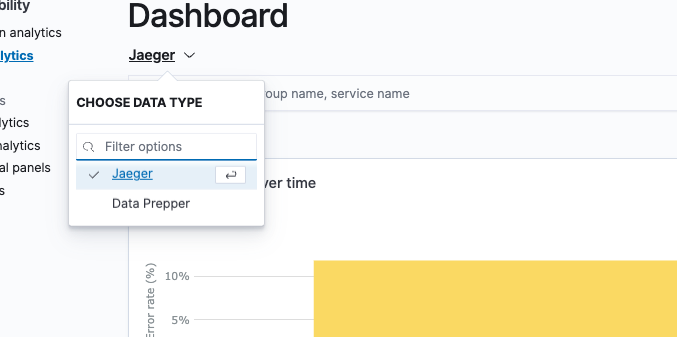 bility
Dashboard
n analytics
lytics
Jaeger
oup name, service name
CHOOSE DATA TYPE
s
lytics
Filter options
nalytics
al panels
Jaeger
ver time
s
Data Prepper
10%
5%
Error rate (%)